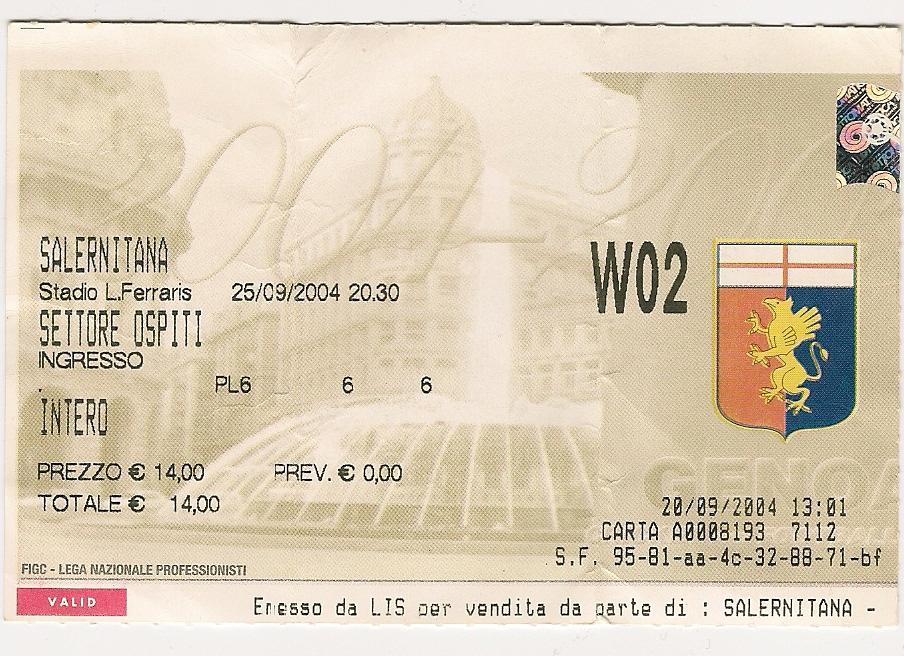 2004
SALERNITANA
Stadio L.Ferraris 25/09/2004 20.30
W02
SETTORE OSPITI
INGRESSO
PL6 6 6
INTERO
PREZZO € 14,00 PREV. € 0,00
TOTALE € 14,00
GENOA
20/09/2004 13:01
CARTA A0008193 7112
S.F. 95-81-aa-4c-32-88-71-bf
FIGC - LEGA NAZIONALE PROFESSIONISTI
VALID
Emesso da LIS per vendita da parte di : SALERNITANA -